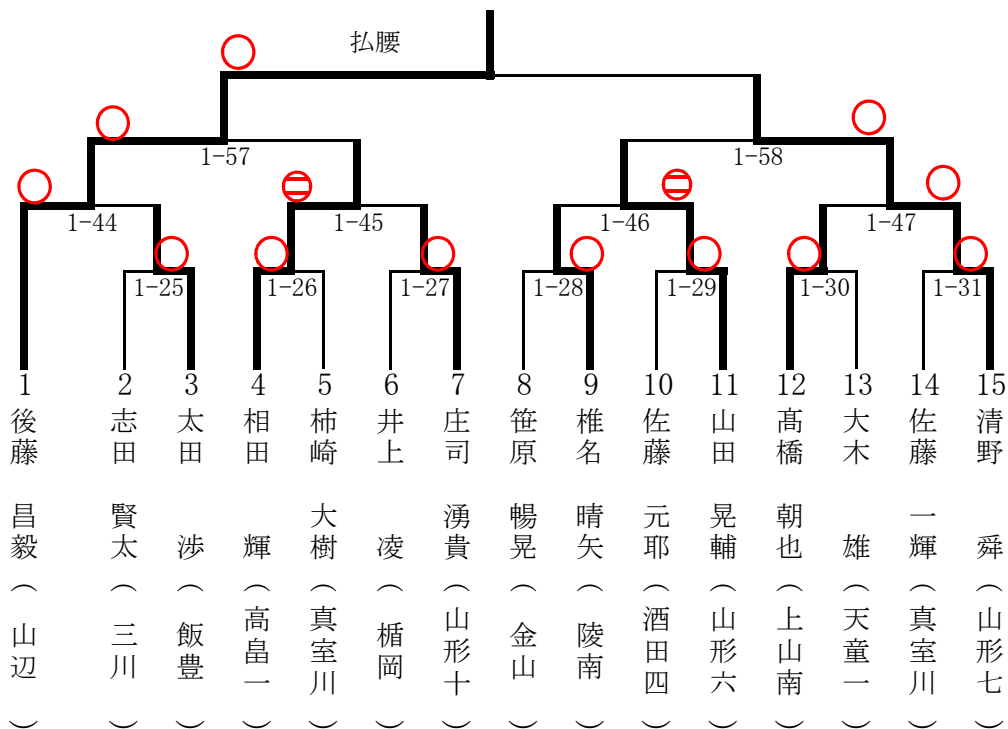 払腰
1-57
1-58
1-44
1-45
1-46
1-47
1-25
1-26
1-27
1-28
1-29
1-30
1-31
1
2
3
4
5
6
7
8
9
10
11
12
13
14
15
後藤 昌毅(山辺)
志田 賢太(三川)
太田 渉(飯豊)
相田 輝(高畠一)
柿崎 大樹(真室川)
井上 凌(楯岡)
庄司 湧貴(山形十)
笹原 暢晃(金山)
椎名 晴矢(陵南)
佐藤 元耶(酒田四)
山田 晃輔(山形六)
髙橋 朝也(上山南)
大木 雄(天童一)
佐藤 一輝(真室川)
清野 舜(山形七)